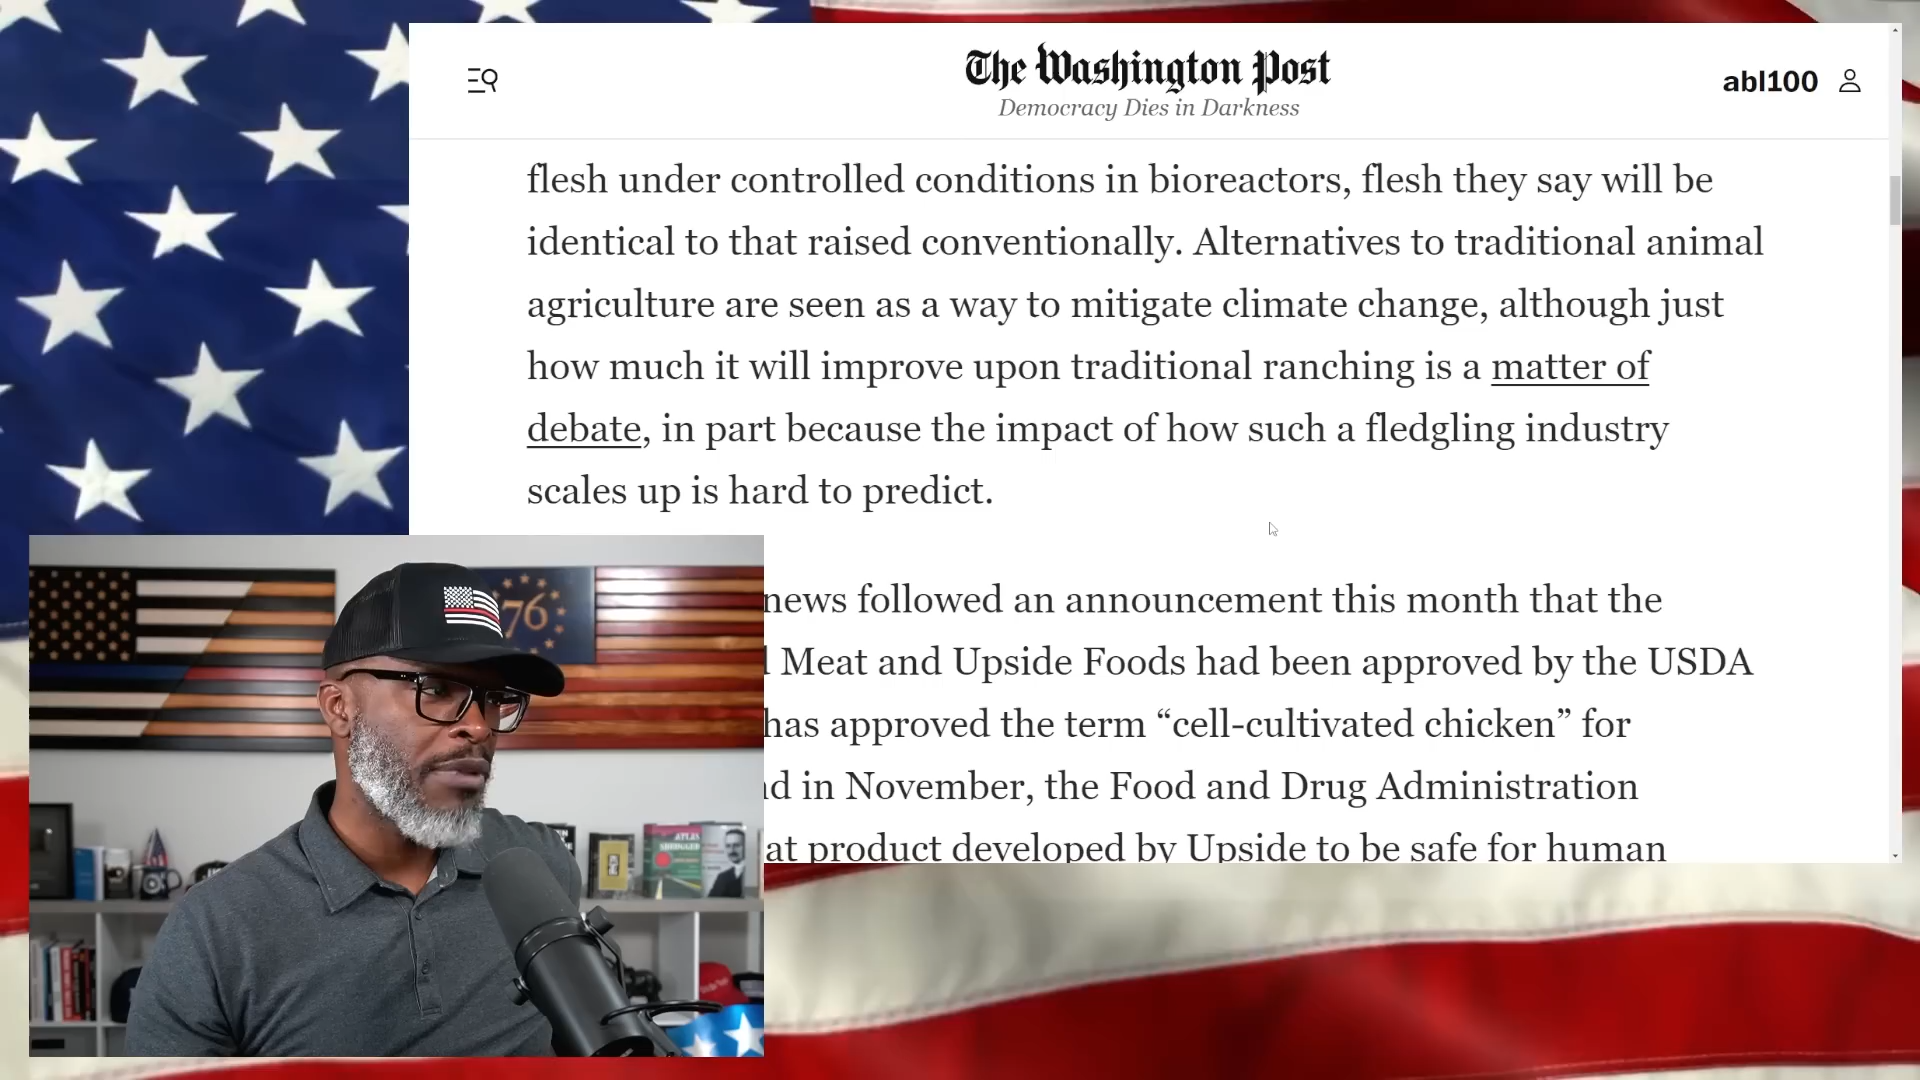 The Washington Post
Democracy Dies in Darkness
abl100
flesh under controlled conditions in bioreactors, flesh they say will be
identical to that raised conventionally. Alternatives to traditional animal
agriculture are seen as a way to mitigate climate change, although just
how much it will improve upon traditional ranching is a matter of
debate, in part because the impact of how such a fledgling industry
scales up is hard to predict.
news followed an announcement this month that the
Meat and Upside Foods had been approved by the USDA
has approved the term “cell-cultivated chicken” for
in November, the Food and Drug Administration
at product developed by Upside to be safe for human
76
ATLAS
SHRUGGED